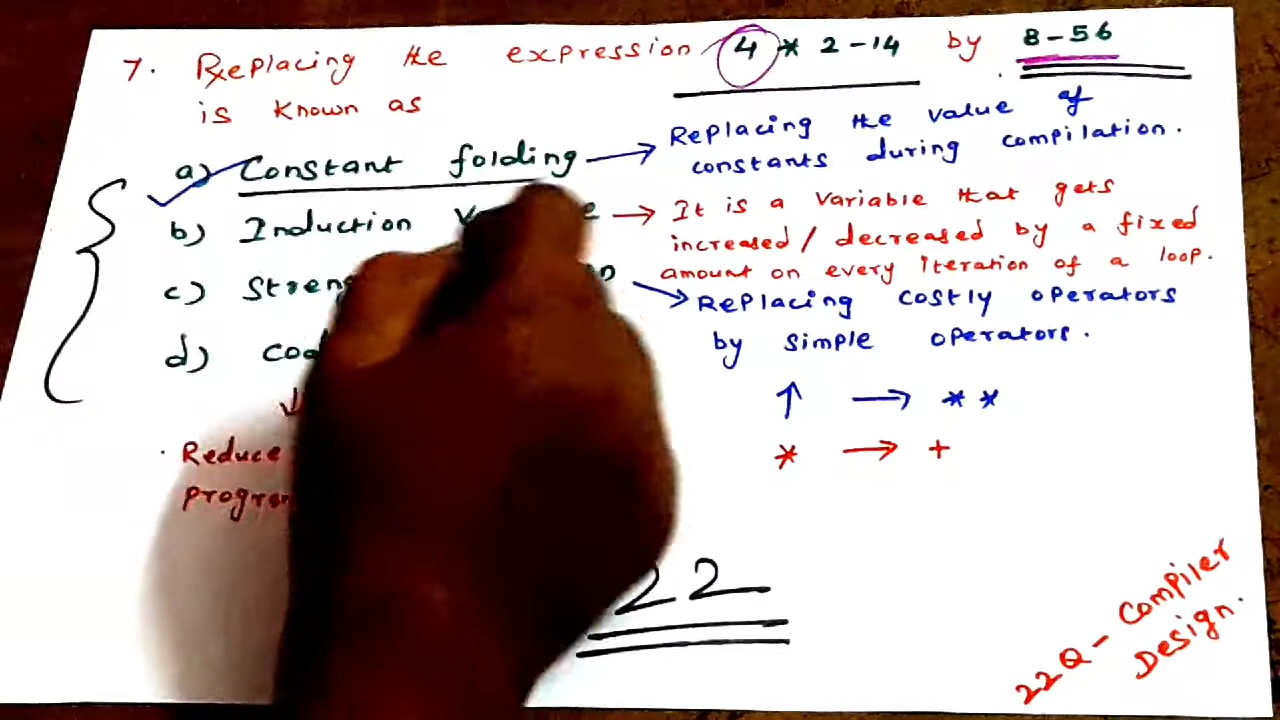 7. Replacing the expression 4 * 2 - 14 by 8 - 56
is known as
a) Constant folding → Replacing the value of
constants during compilation.
b) Induction → It is a variable that gets
increased / decreased by a fixed
amount on every iteration of a loop.
c) → Replacing costly operators
by simple operators.
d)
↑ → **
* → +
Reduce
22
22Q - Compiler
Design.